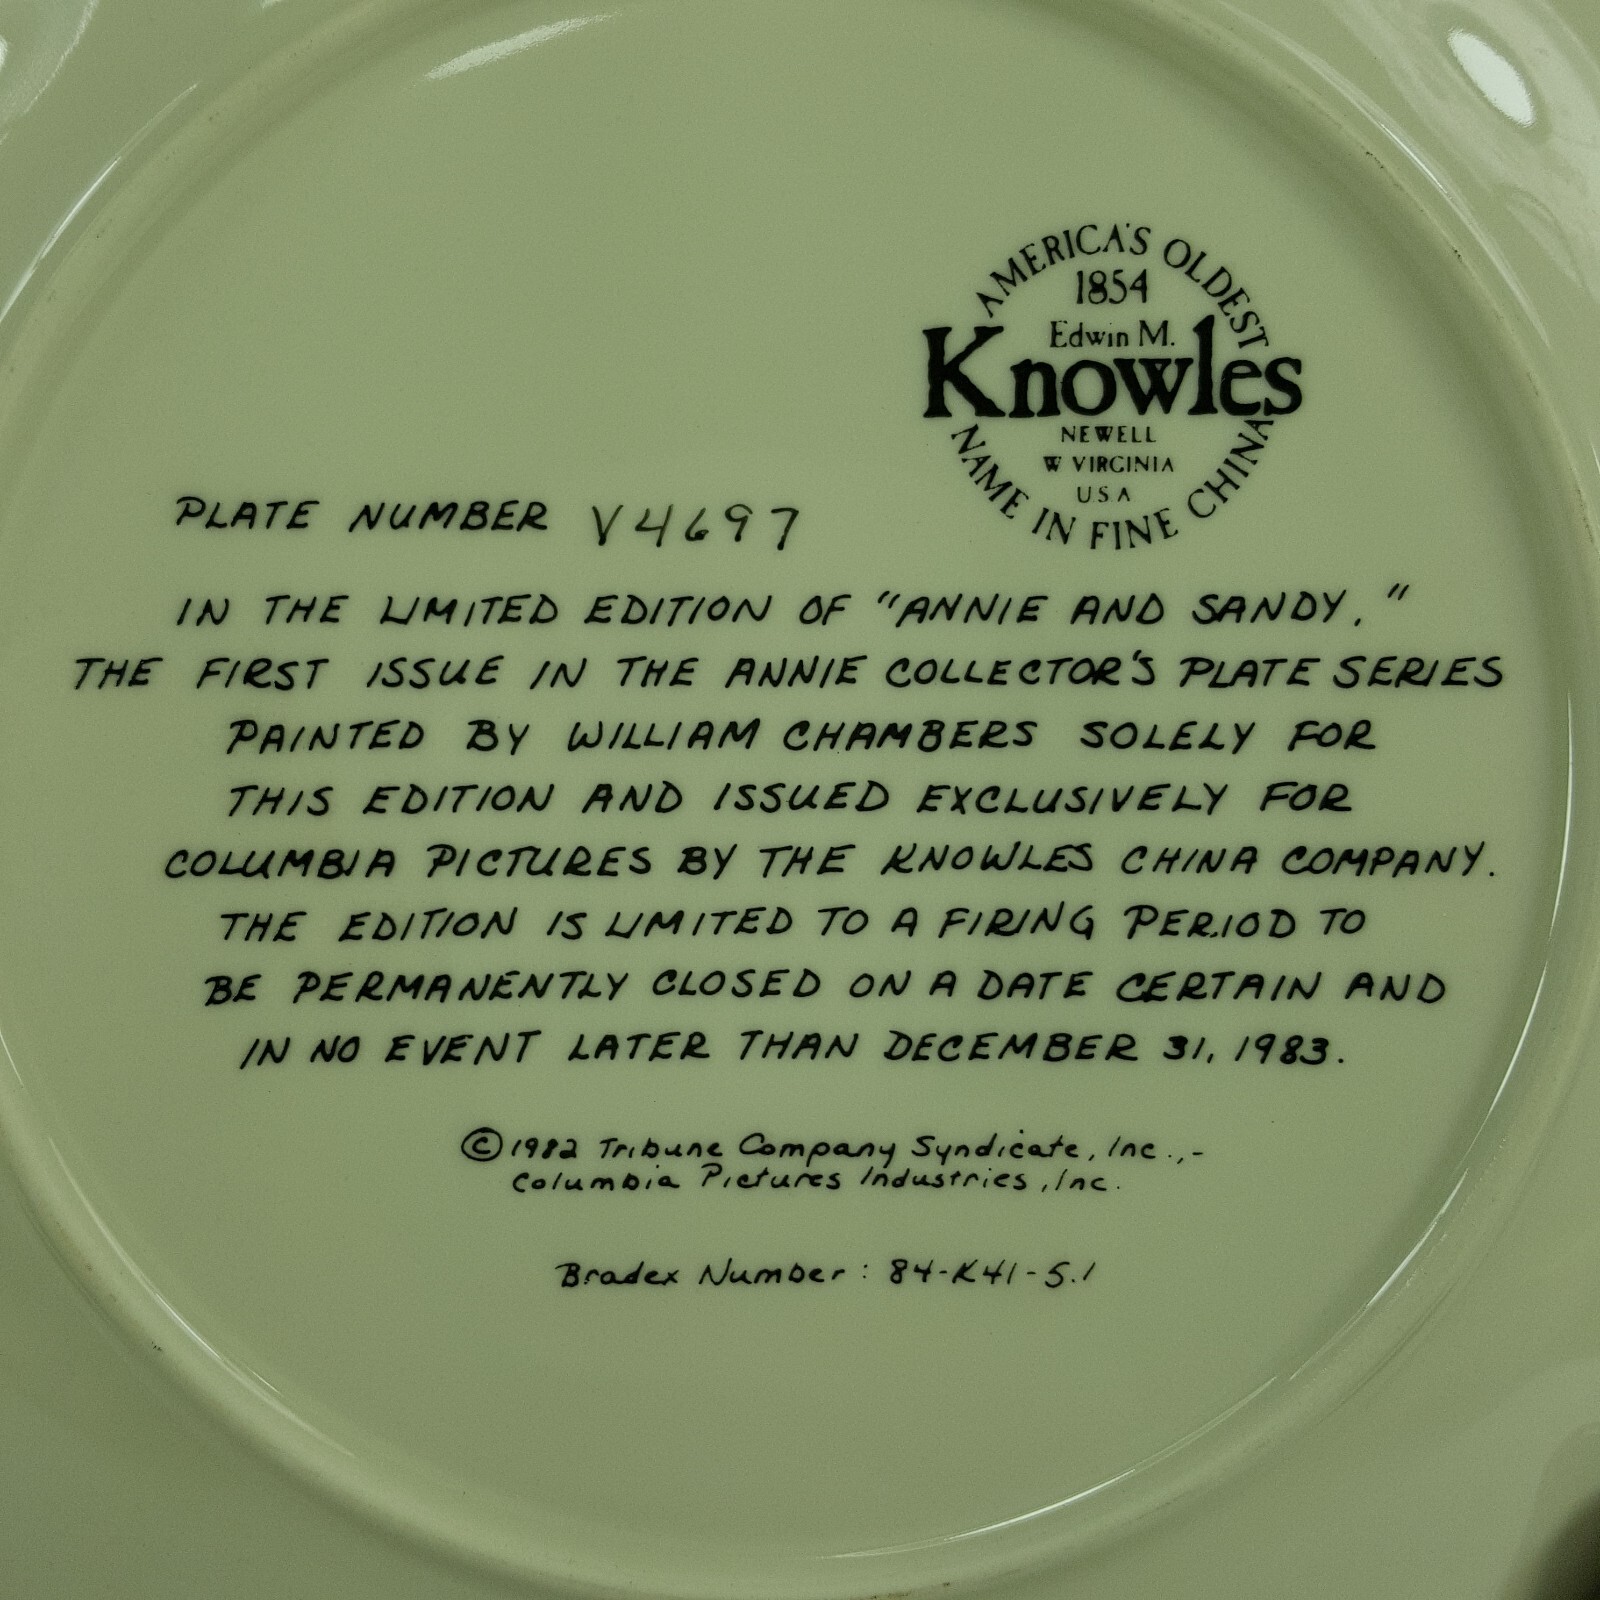 AMERICA'S OLDEST
1854
Edwin M.
Knowles
NEWELL
W VIRGINIA
USA
NAME IN FINE CHINA
PLATE NUMBER V4697
IN THE LIMITED EDITION OF "ANNIE AND SANDY."
THE FIRST ISSUE IN THE ANNIE COLLECTOR'S PLATE SERIES
PAINTED BY WILLIAM CHAMBERS SOLELY FOR
THIS EDITION AND ISSUED EXCLUSIVELY FOR
COLUMBIA PICTURES BY THE KNOWLES CHINA COMPANY.
THE EDITION IS LIMITED TO A FIRING PERIOD TO
BE PERMANENTLY CLOSED ON A DATE CERTAIN AND
IN NO EVENT LATER THAN DECEMBER 31, 1983.
©1982 Tribune Company Syndicate, Inc.,-
Columbia Pictures Industries, Inc.
Bradex Number: 84-K41-5.1